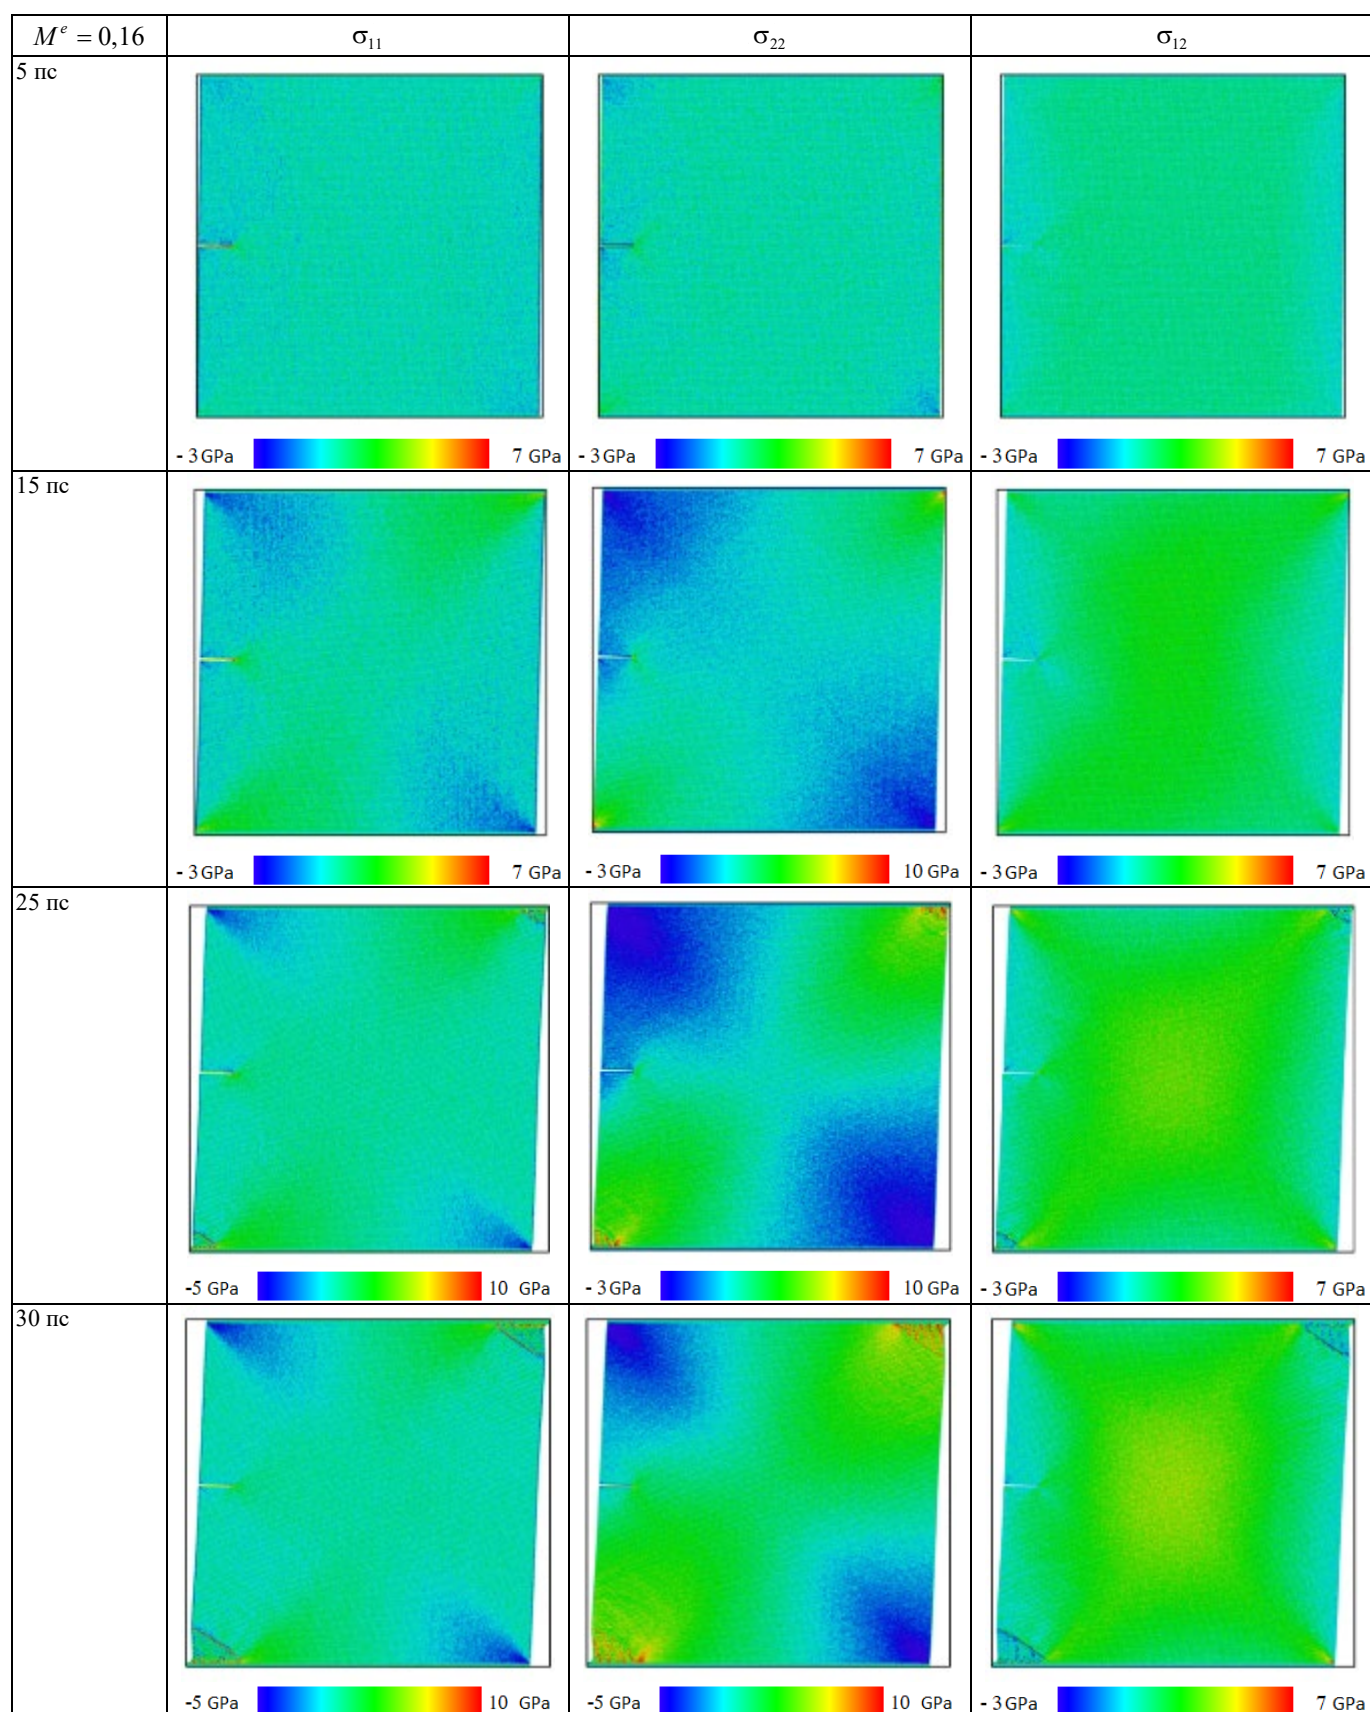 M^e = 0,16 σ₁₁ σ₂₂ σ₁₂
5 пс
- 3 GPa 7 GPa - 3 GPa 7 GPa - 3 GPa 7 GPa
15 пс
- 3 GPa 7 GPa - 3 GPa 10 GPa - 3 GPa 7 GPa
25 пс
-5 GPa 10 GPa - 3 GPa 10 GPa - 3 GPa 7 GPa
30 пс
-5 GPa 10 GPa -5 GPa 10 GPa - 3 GPa 7 GPa